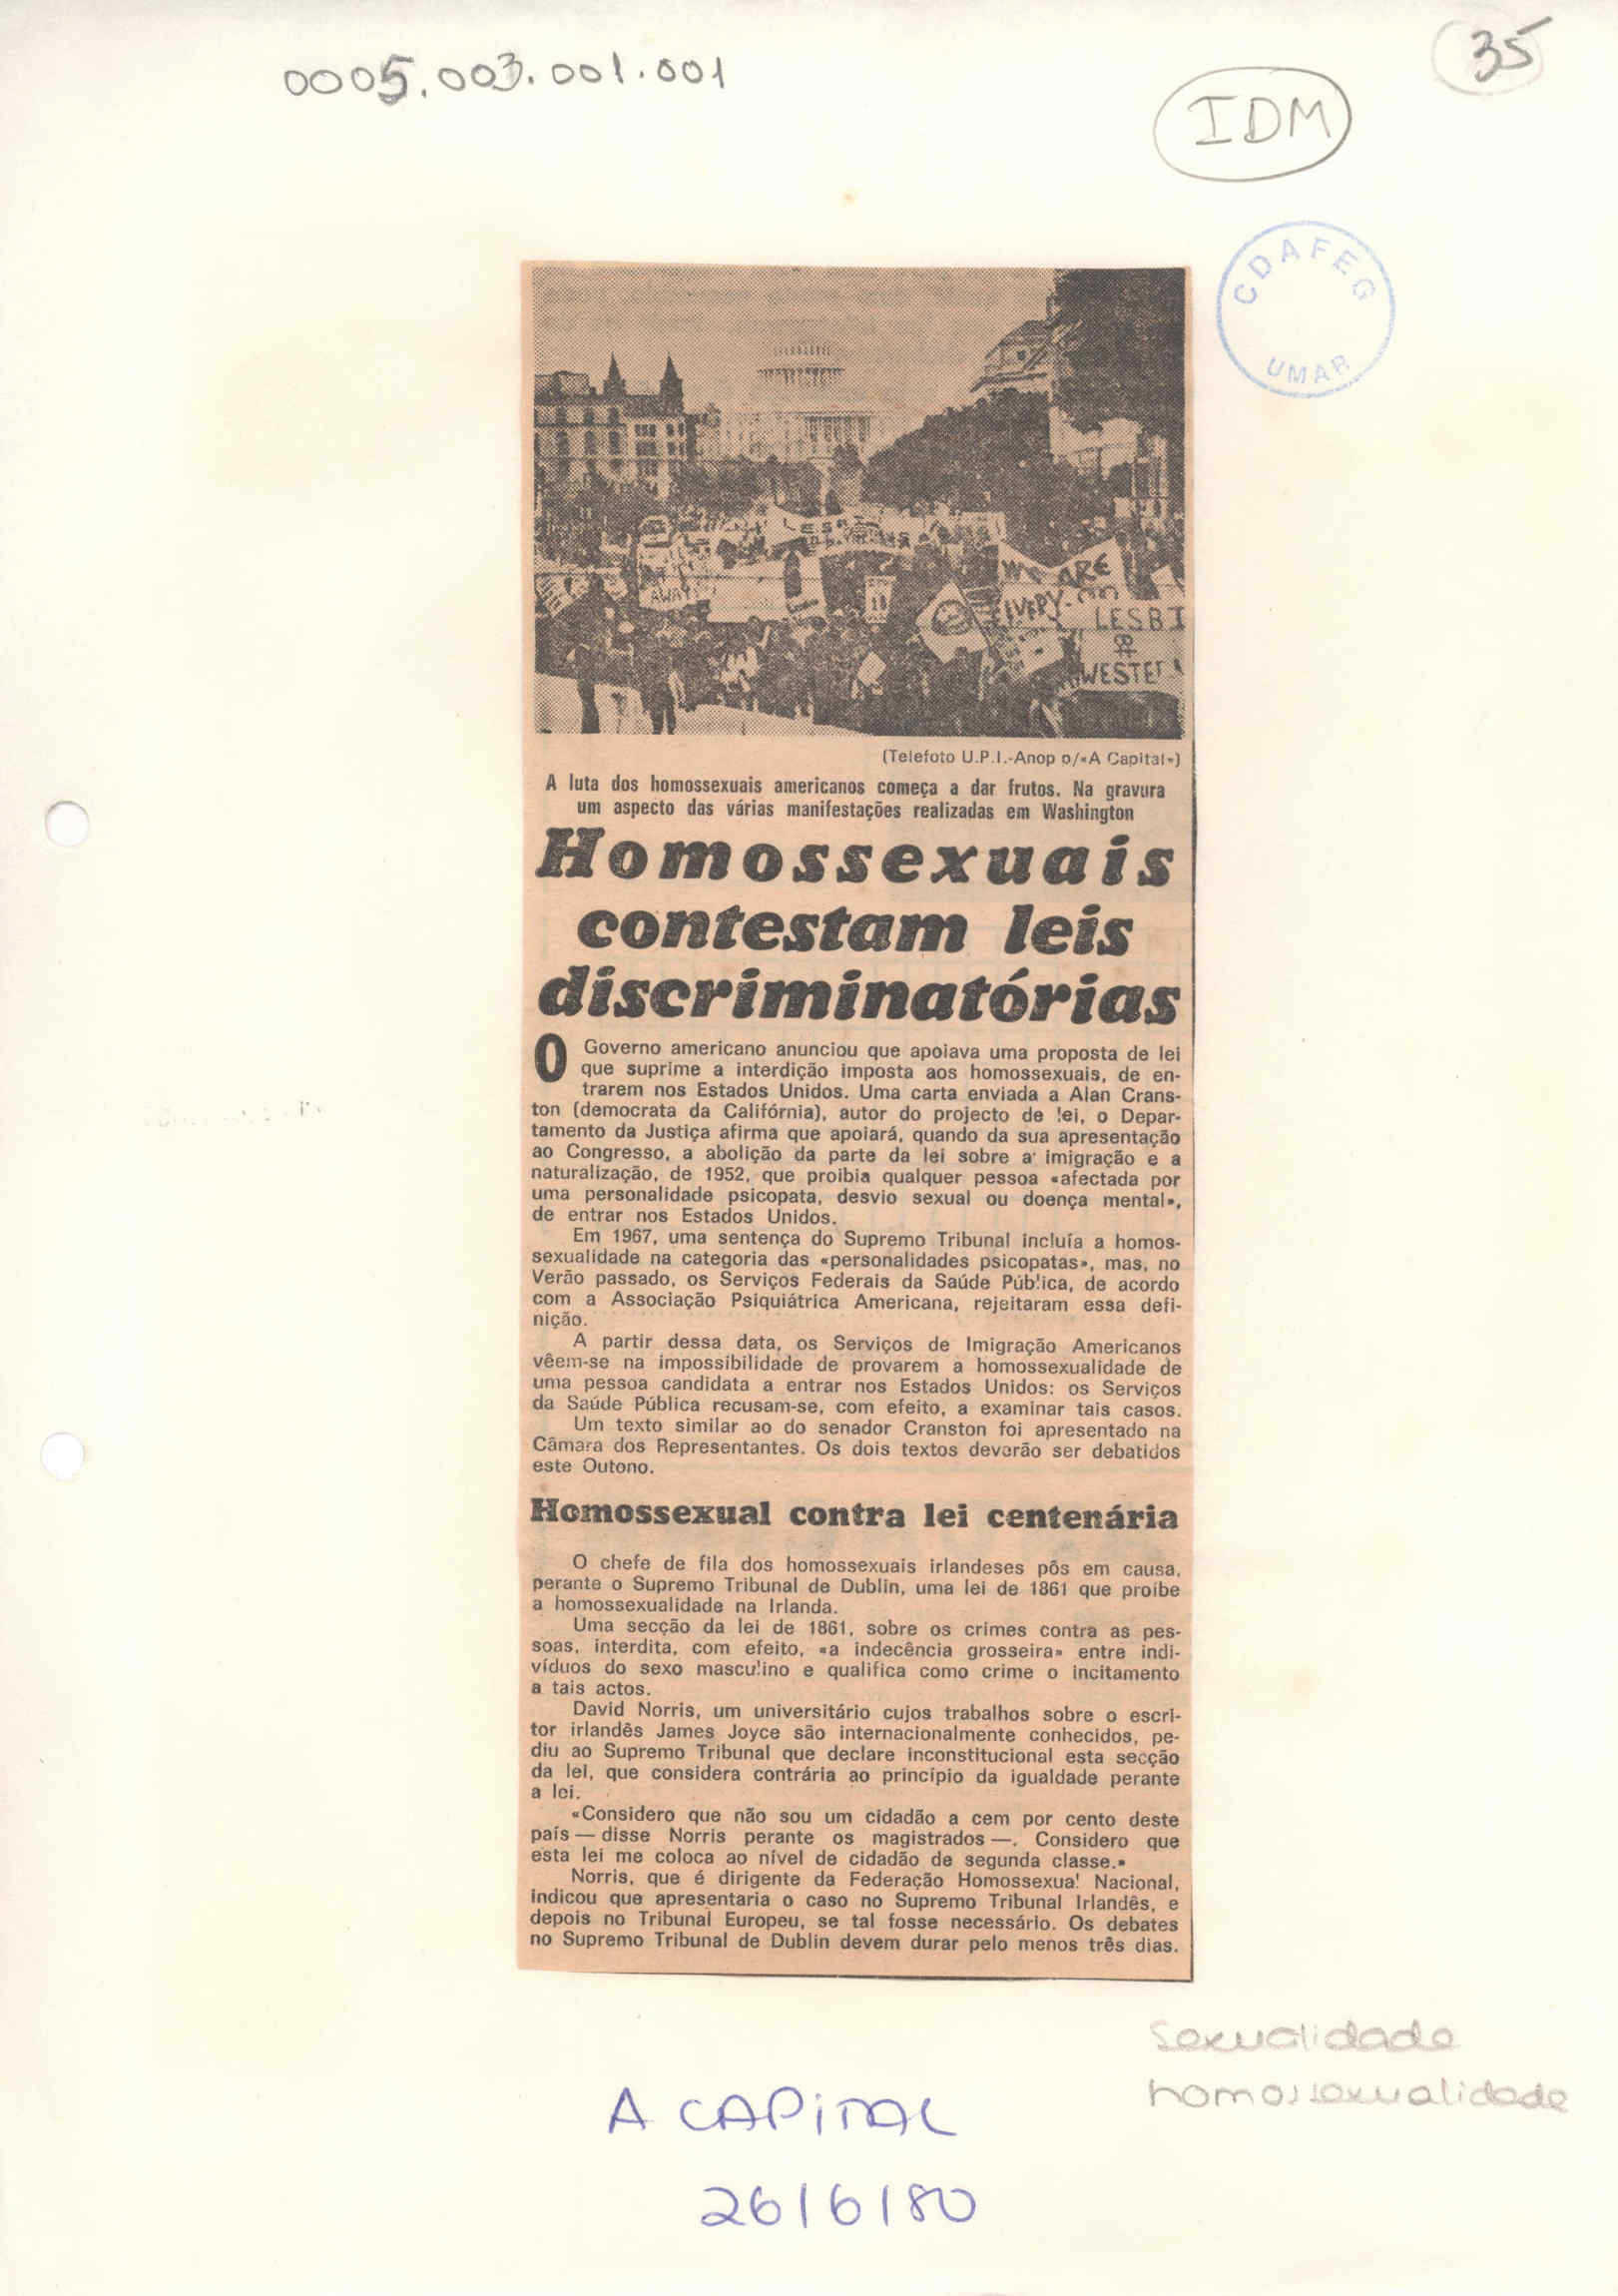 0005.003.001.001
35
IDM
CDAFEG
UMAR
LESBI
AWAY
WE ARE
EVERY-
LESBI
WESTE
(Telefoto U.P.I.-Anop p/«A Capital»)
A luta dos homossexuais americanos começa a dar frutos. Na gravura
um aspecto das várias manifestações realizadas em Washington
Homossexuais
contestam leis
discriminatórias
O Governo americano anunciou que apoiava uma proposta de lei
que suprime a interdição imposta aos homossexuais, de en-
trarem nos Estados Unidos. Uma carta enviada a Alan Crans-
ton (democrata da Califórnia), autor do projecto de lei, o Depar-
tamento da Justiça afirma que apoiará, quando da sua apresentação
ao Congresso, a abolição da parte da lei sobre a imigração e a
naturalização, de 1952, que proibia qualquer pessoa «afectada por
uma personalidade psicopata, desvio sexual ou doença mental»,
de entrar nos Estados Unidos.
Em 1967, uma sentença do Supremo Tribunal incluía a homos-
sexualidade na categoria das «personalidades psicopatas», mas, no
Verão passado, os Serviços Federais da Saúde Pública, de acordo
com a Associação Psiquiátrica Americana, rejeitaram essa defi-
nição.
A partir dessa data, os Serviços de Imigração Americanos
vêem-se na impossibilidade de provarem a homossexualidade de
uma pessoa candidata a entrar nos Estados Unidos: os Serviços
da Saúde Pública recusam-se, com efeito, a examinar tais casos.
Um texto similar ao do senador Cranston foi apresentado na
Câmara dos Representantes. Os dois textos deverão ser debatidos
este Outono.
Homossexual contra lei centenária
O chefe de fila dos homossexuais irlandeses pôs em causa,
perante o Supremo Tribunal de Dublin, uma lei de 1861 que proíbe
a homossexualidade na Irlanda.
Uma secção da lei de 1861, sobre os crimes contra as pes-
soas, interdita, com efeito, «a indecência grosseira» entre indi-
víduos do sexo masculino e qualifica como crime o incitamento
a tais actos.
David Norris, um universitário cujos trabalhos sobre o escri-
tor irlandês James Joyce são internacionalmente conhecidos, pe-
diu ao Supremo Tribunal que declare inconstitucional esta secção
da lei, que considera contrária ao princípio da igualdade perante
a lei.
«Considero que não sou um cidadão a cem por cento deste
país — disse Norris perante os magistrados —. Considero que
esta lei me coloca ao nível de cidadão de segunda classe.»
Norris, que é dirigente da Federação Homossexual Nacional,
indicou que apresentaria o caso no Supremo Tribunal Irlandês, e
depois no Tribunal Europeu, se tal fosse necessário. Os debates
no Supremo Tribunal de Dublin devem durar pelo menos três dias.
sexualidade
homossexualidade
A CAPITAL
26/6/80